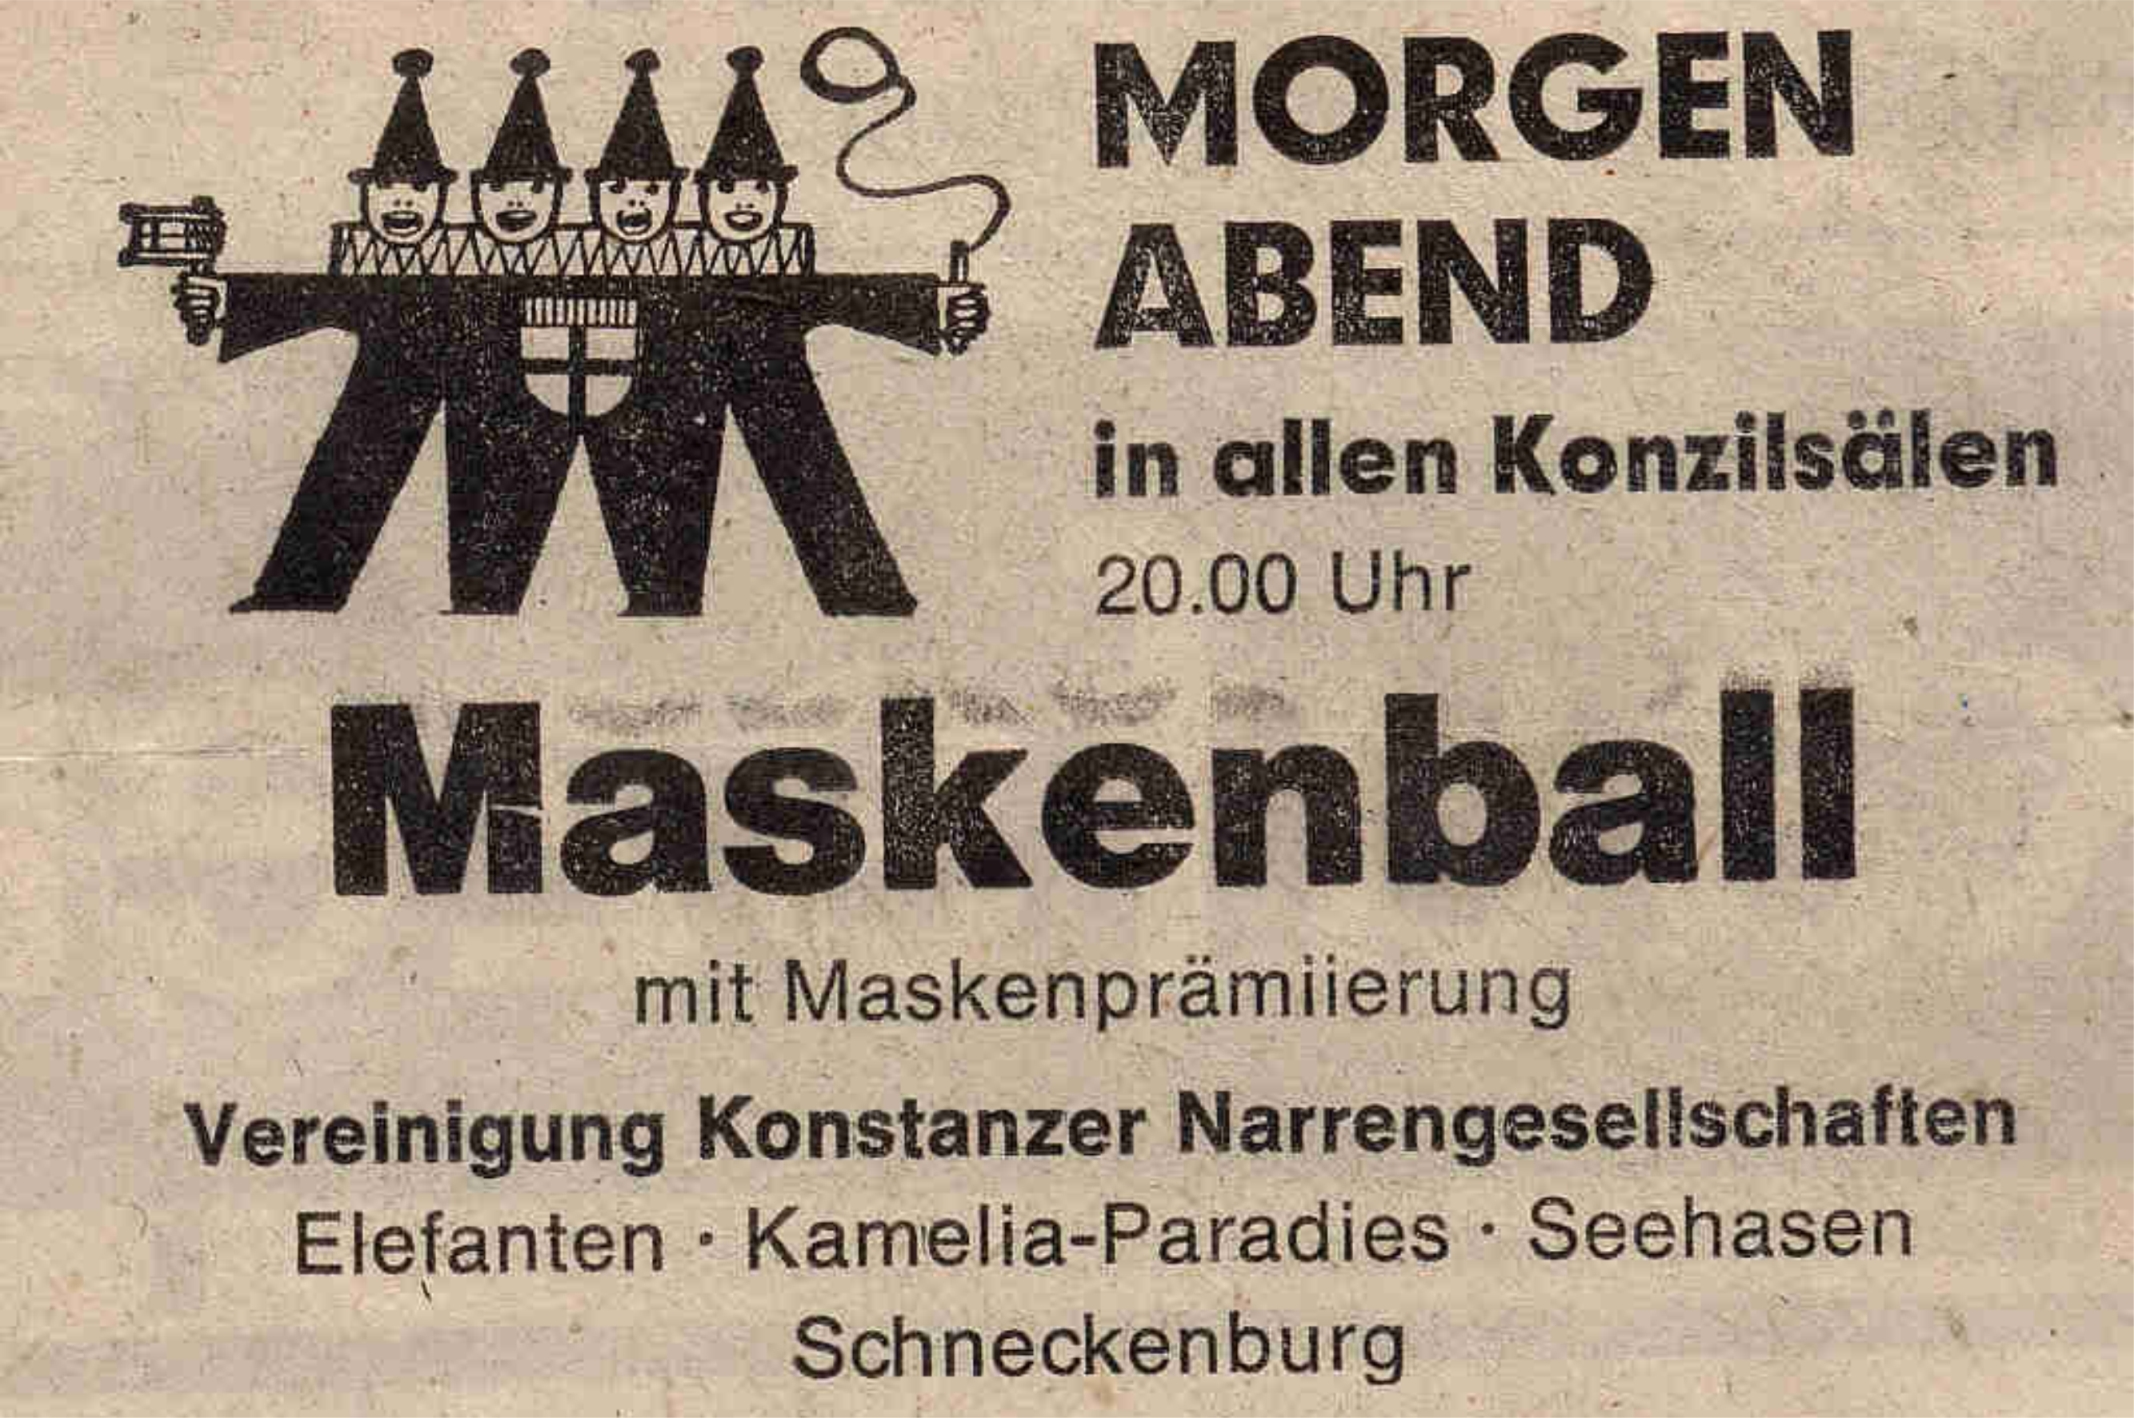 MORGEN
ABEND
in allen Konzilsälen
20.00 Uhr
Maskenball
mit Maskenprämiierung
Vereinigung Konstanzer Narrengesellschaften
Elefanten · Kamelia-Paradies · Seehasen
Schneckenburg